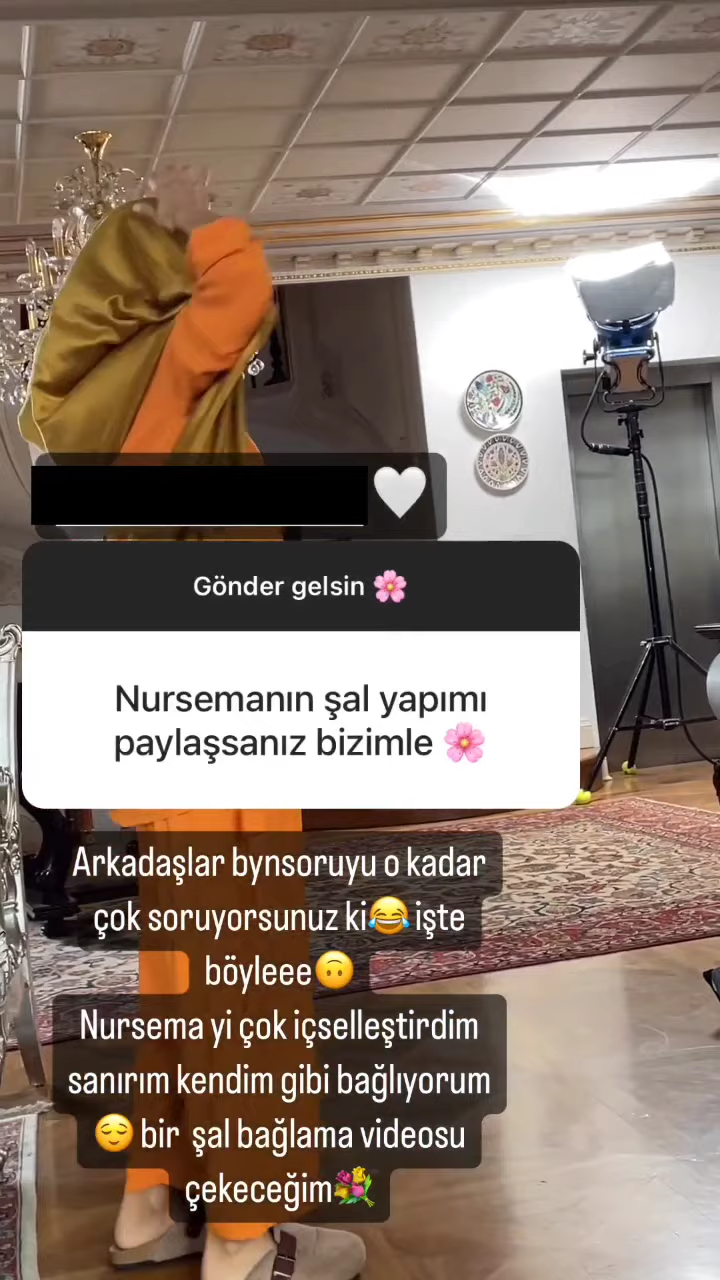 Gönder gelsin 🌸
Nursemanın şal yapımı
paylaşsanız bizimle 🌸
Arkadaşlar bynsoruyu o kadar
çok soruyorsunuz ki😂 işte
böyleee🙃
Nursema yi çok içselleştirdim
sanırım kendim gibi bağlıyorum
😌 bir şal bağlama videosu
çekeceğim💐